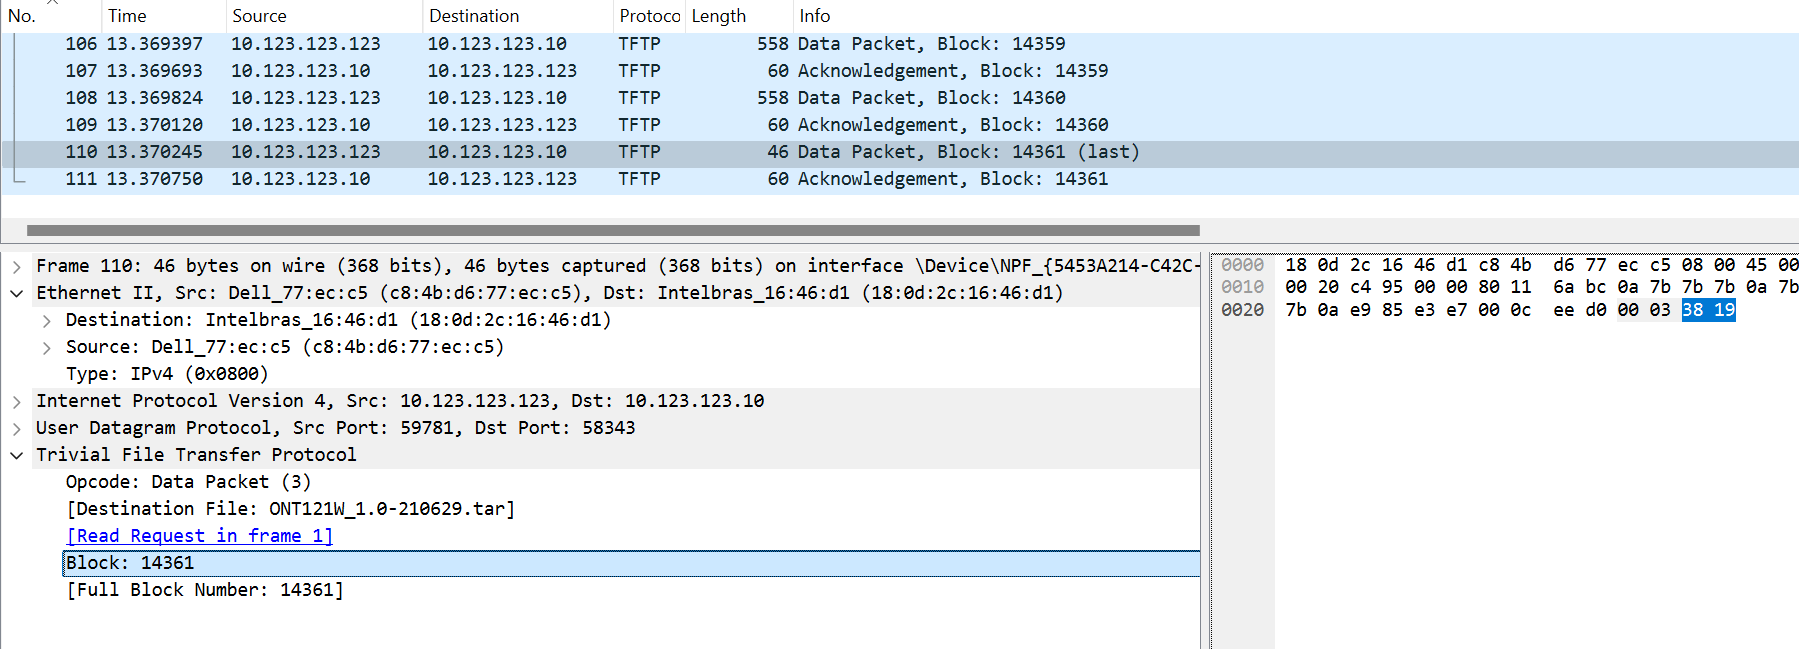 No. Time Source Destination Protoco Length Info
106 13.369397 10.123.123.123 10.123.123.10 TFTP 558 Data Packet, Block: 14359
107 13.369693 10.123.123.10 10.123.123.123 TFTP 60 Acknowledgement, Block: 14359
108 13.369824 10.123.123.123 10.123.123.10 TFTP 558 Data Packet, Block: 14360
109 13.370120 10.123.123.10 10.123.123.123 TFTP 60 Acknowledgement, Block: 14360
110 13.370245 10.123.123.123 10.123.123.10 TFTP 46 Data Packet, Block: 14361 (last)
111 13.370750 10.123.123.10 10.123.123.123 TFTP 60 Acknowledgement, Block: 14361
Frame 110: 46 bytes on wire (368 bits), 46 bytes captured (368 bits) on interface \Device\NPF_{5453A214-C42C-
Ethernet II, Src: Dell_77:ec:c5 (c8:4b:d6:77:ec:c5), Dst: Intelbras_16:46:d1 (18:0d:2c:16:46:d1)
Destination: Intelbras_16:46:d1 (18:0d:2c:16:46:d1)
Source: Dell_77:ec:c5 (c8:4b:d6:77:ec:c5)
Type: IPv4 (0x0800)
Internet Protocol Version 4, Src: 10.123.123.123, Dst: 10.123.123.10
User Datagram Protocol, Src Port: 59781, Dst Port: 58343
Trivial File Transfer Protocol
Opcode: Data Packet (3)
[Destination File: ONT121W_1.0-210629.tar]
[Read Request in frame 1]
Block: 14361
[Full Block Number: 14361]
0000 18 0d 2c 16 46 d1 c8 4b d6 77 ec c5 08 00 45 00
0010 00 20 c4 95 00 00 80 11 6a bc 0a 7b 7b 7b 0a 7b
0020 7b 0a e9 85 e3 e7 00 0c ee d0 00 03 38 19